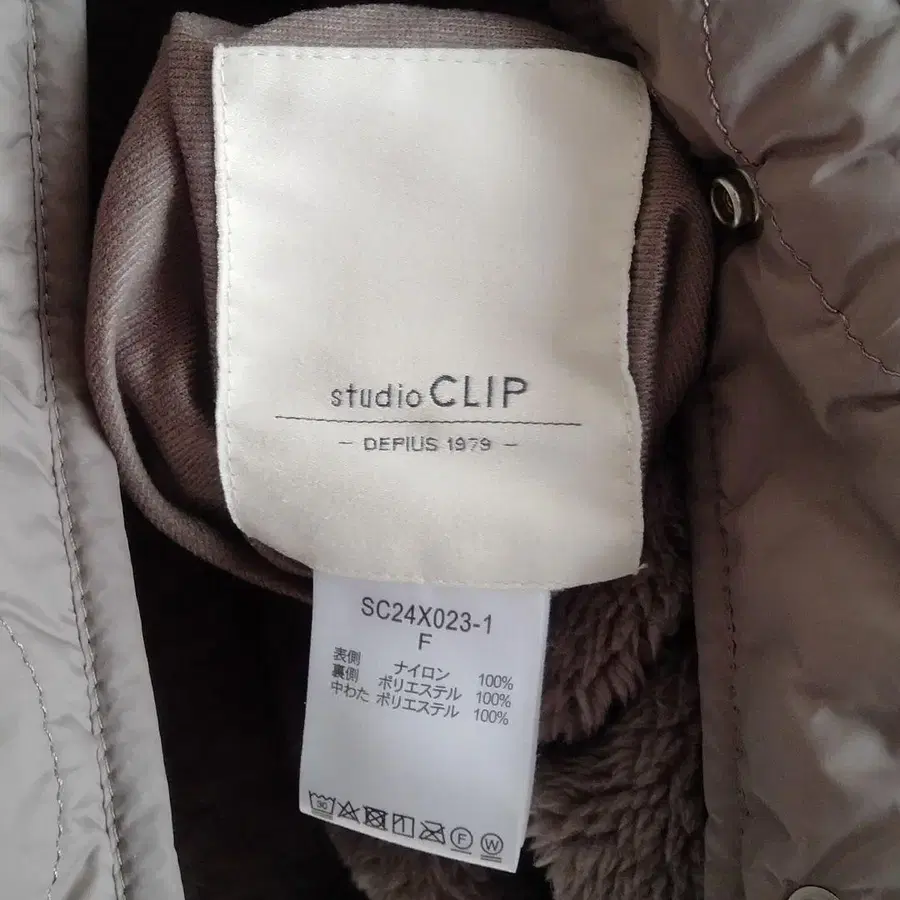 studio CLIP
- DEPIUS 1979 -
SC24X023-1
F
表側 ナイロン 100%
裏側 ポリエステル 100%
中わた ポリエステル 100%
30
F W